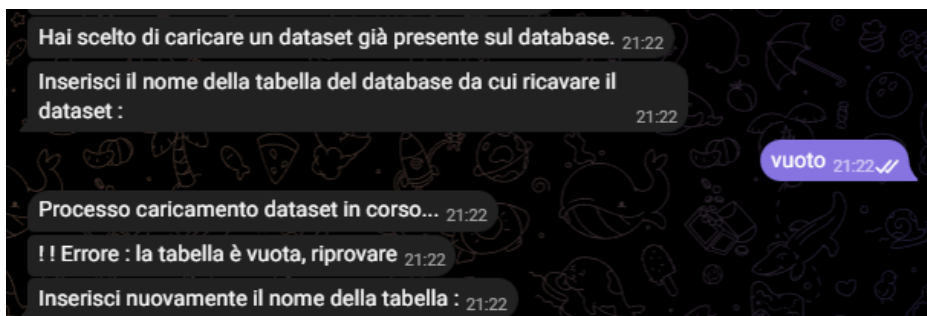 Hai scelto di caricare un dataset già presente sul database. 21:22
Inserisci il nome della tabella del database da cui ricavare il
dataset : 21:22
vuoto 21:22
Processo caricamento dataset in corso... 21:22
! ! Errore : la tabella è vuota, riprovare 21:22
Inserisci nuovamente il nome della tabella : 21:22